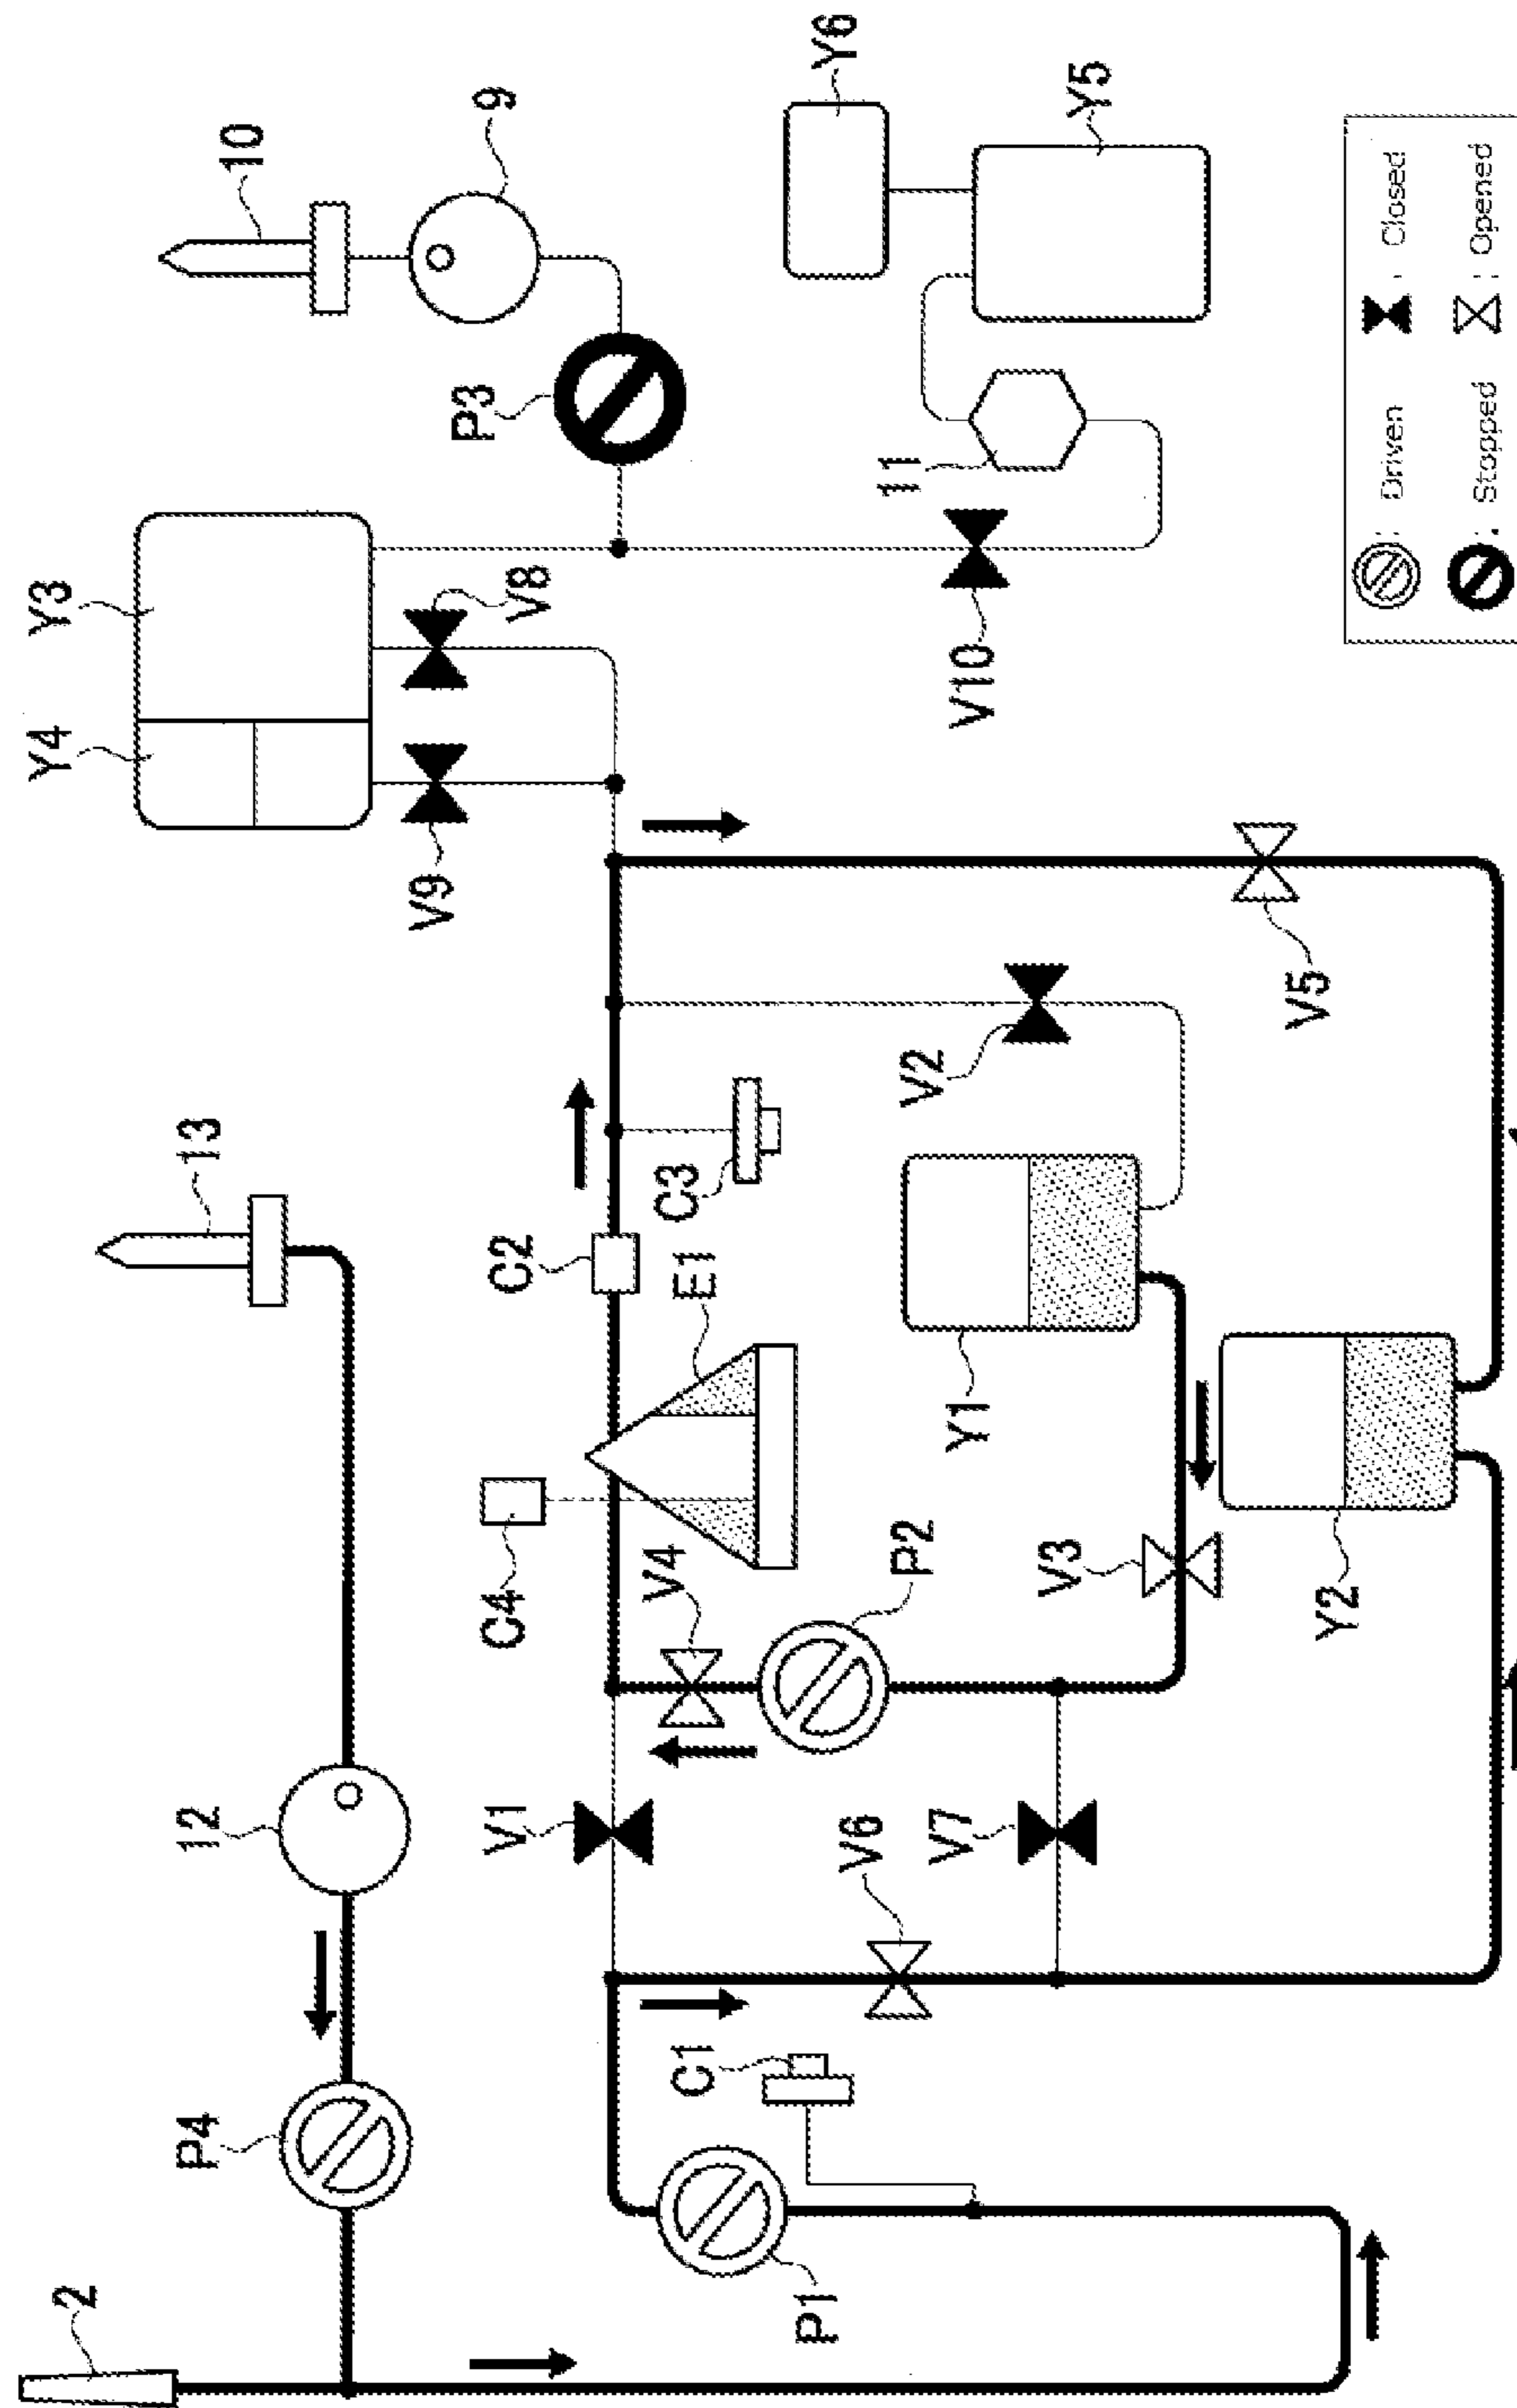 2
P4
12
13
C1
P1
V6
V7
V1
V4
P2
C4
E1
C2
C3
Y1
V3
Y2
V2
V5
V9
V8
Y4
Y3
V10
11
P3
9
10
Y6
Y5
: Driven : Closed
: Stopped : Opened